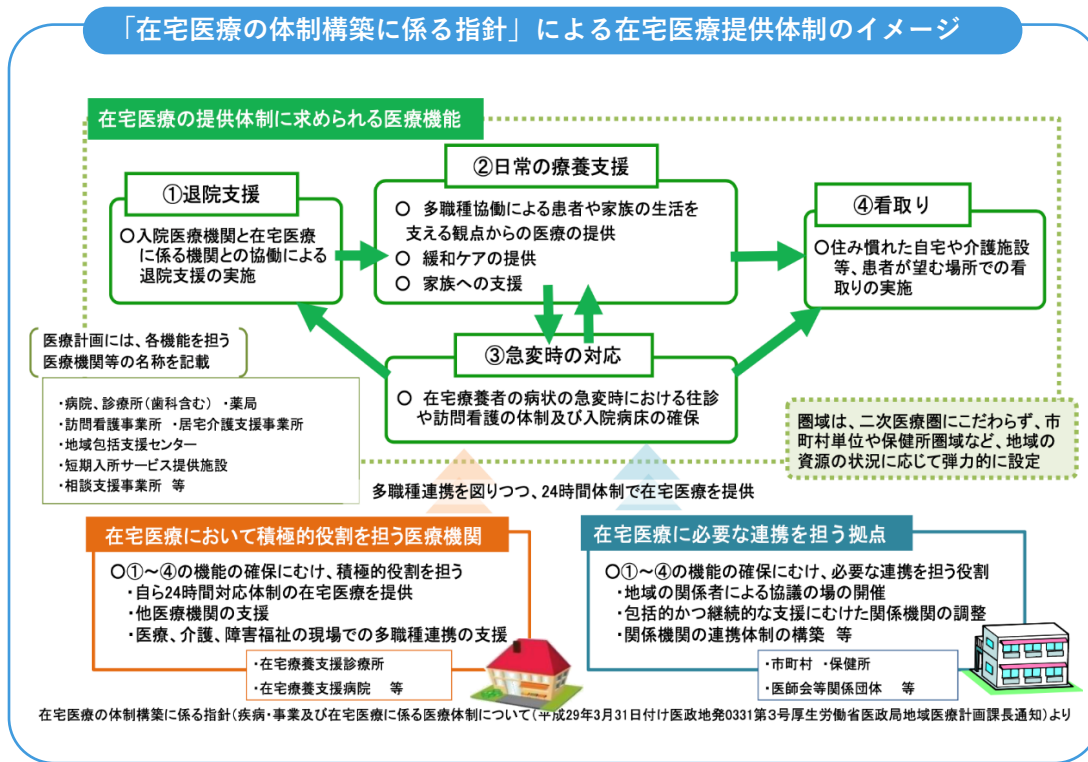 「在宅医療の体制構築に係る指針」による在宅医療提供体制のイメージ
在宅医療の提供体制に求められる医療機能
①退院支援
○入院医療機関と在宅医療
に係る機関との協働による
退院支援の実施
②日常の療養支援
○ 多職種協働による患者や家族の生活を
支える観点からの医療の提供
○ 緩和ケアの提供
○ 家族への支援
④看取り
○住み慣れた自宅や介護施設
等、患者が望む場所での看
取りの実施
③急変時の対応
○ 在宅療養者の病状の急変時における往診
や訪問看護の体制及び入院病床の確保
医療計画には、各機能を担う
医療機関等の名称を記載
・病院、診療所(歯科含む) ・薬局
・訪問看護事業所 ・居宅介護支援事業所
・地域包括支援センター
・短期入所サービス提供施設
・相談支援事業所 等
圏域は、二次医療圏にこだわらず、市
町村単位や保健所圏域など、地域の
資源の状況に応じて弾力的に設定
多職種連携を図りつつ、24時間体制で在宅医療を提供
在宅医療において積極的役割を担う医療機関
○①～④の機能の確保にむけ、積極的役割を担う
・自ら24時間対応体制の在宅医療を提供
・他医療機関の支援
・医療、介護、障害福祉の現場での多職種連携の支援
・在宅療養支援診療所
・在宅療養支援病院 等
在宅医療に必要な連携を担う拠点
○①～④の機能の確保にむけ、必要な連携を担う役割
・地域の関係者による協議の場の開催
・包括的かつ継続的な支援にむけた関係機関の調整
・関係機関の連携体制の構築 等
・市町村 ・保健所
・医師会等関係団体 等
在宅医療の体制構築に係る指針(疾病・事業及び在宅医療に係る医療体制について(平成29年3月31日付け医政地発0331第3号厚生労働省医政局地域医療計画課長通知)より